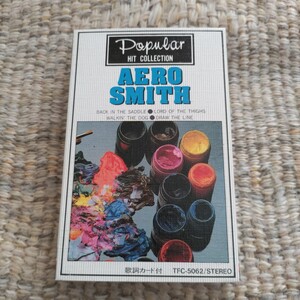 Popular
HIT COLLECTION
AERO
SMITH
BACK IN THE SADDLE ● LORD OF THE THIGHS
WALKIN' THE DOG ● DRAW THE LINE
歌詞カード付 TFC-5062/STEREO